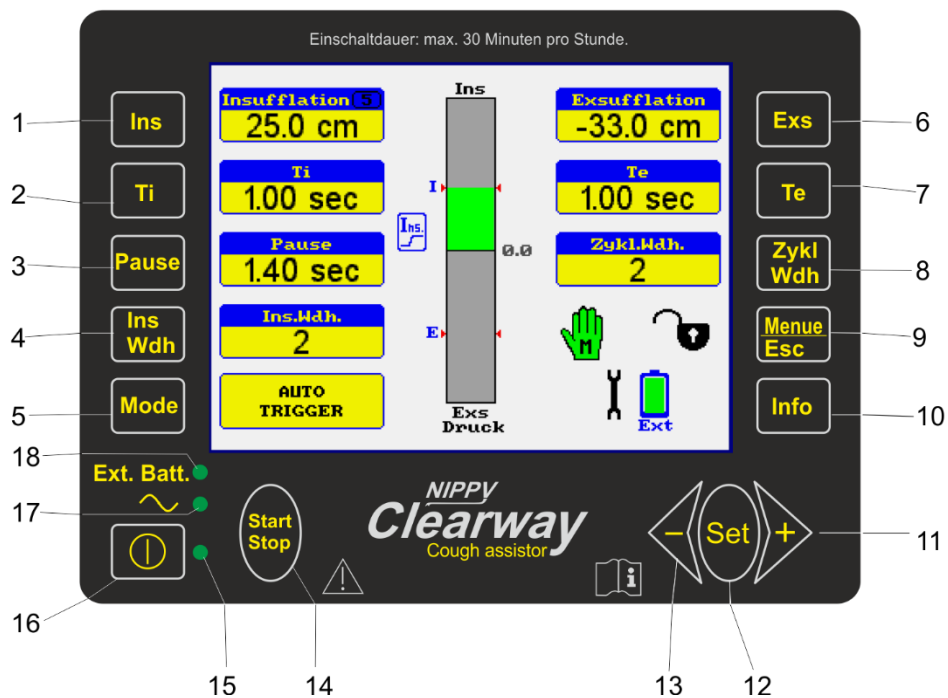 Einschaltdauer: max. 30 Minuten pro Stunde.
1
Ins
2
Ti
3
Pause
4
Ins
Wdh
5
Mode
Insufflation 5
25.0 cm
Ti
1.00 sec
Pause
1.40 sec
Ins.Wdh.
2
AUTO
TRIGGER
Ins
I
Ins.
0.0
E
Exs
Druck
Exsufflation
-33.0 cm
Te
1.00 sec
Zykl.Wdh.
2
M
Ext
Exs
6
Te
7
Zykl
Wdh
8
Menue
Esc
9
Info
10
18
Ext. Batt.
17
16
15
Start
Stop
14
NIPPY
Clearway
Cough assistor
i
-
Set
+
11
13
12